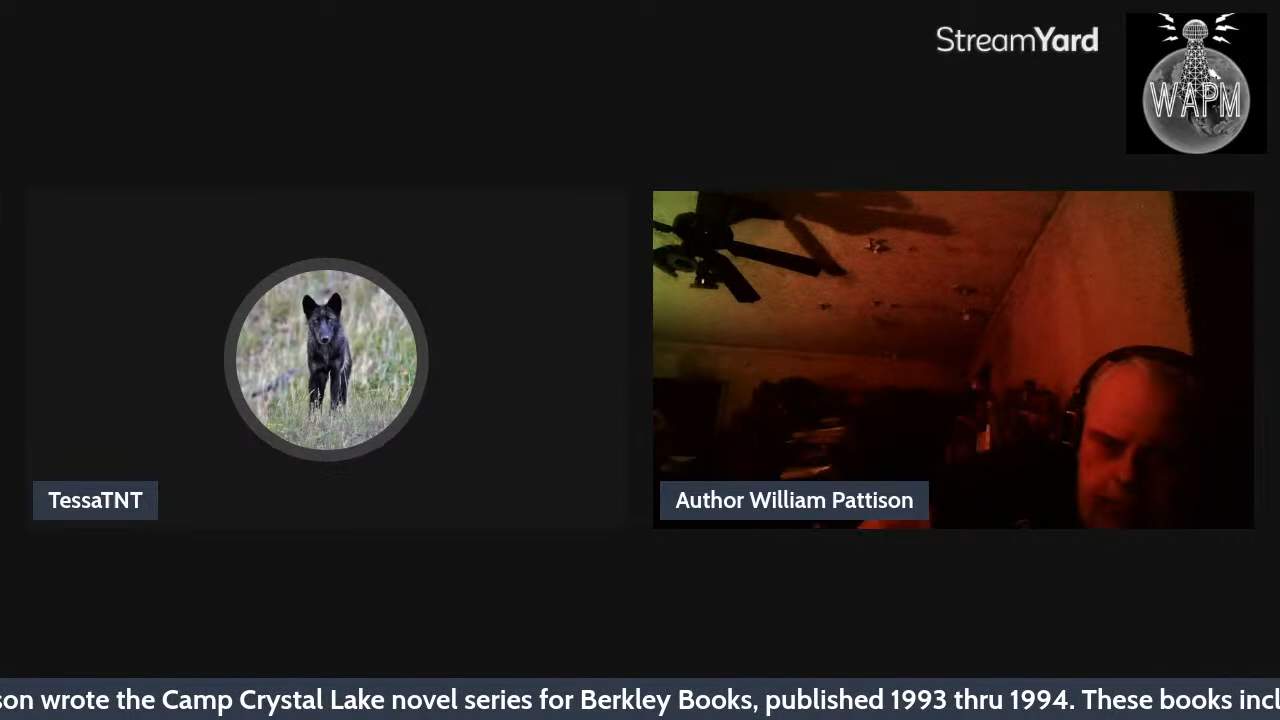 StreamYard
WAPM
TessaTNT
Author William Pattison
son wrote the Camp Crystal Lake novel series for Berkley Books, published 1993 thru 1994. These books incl